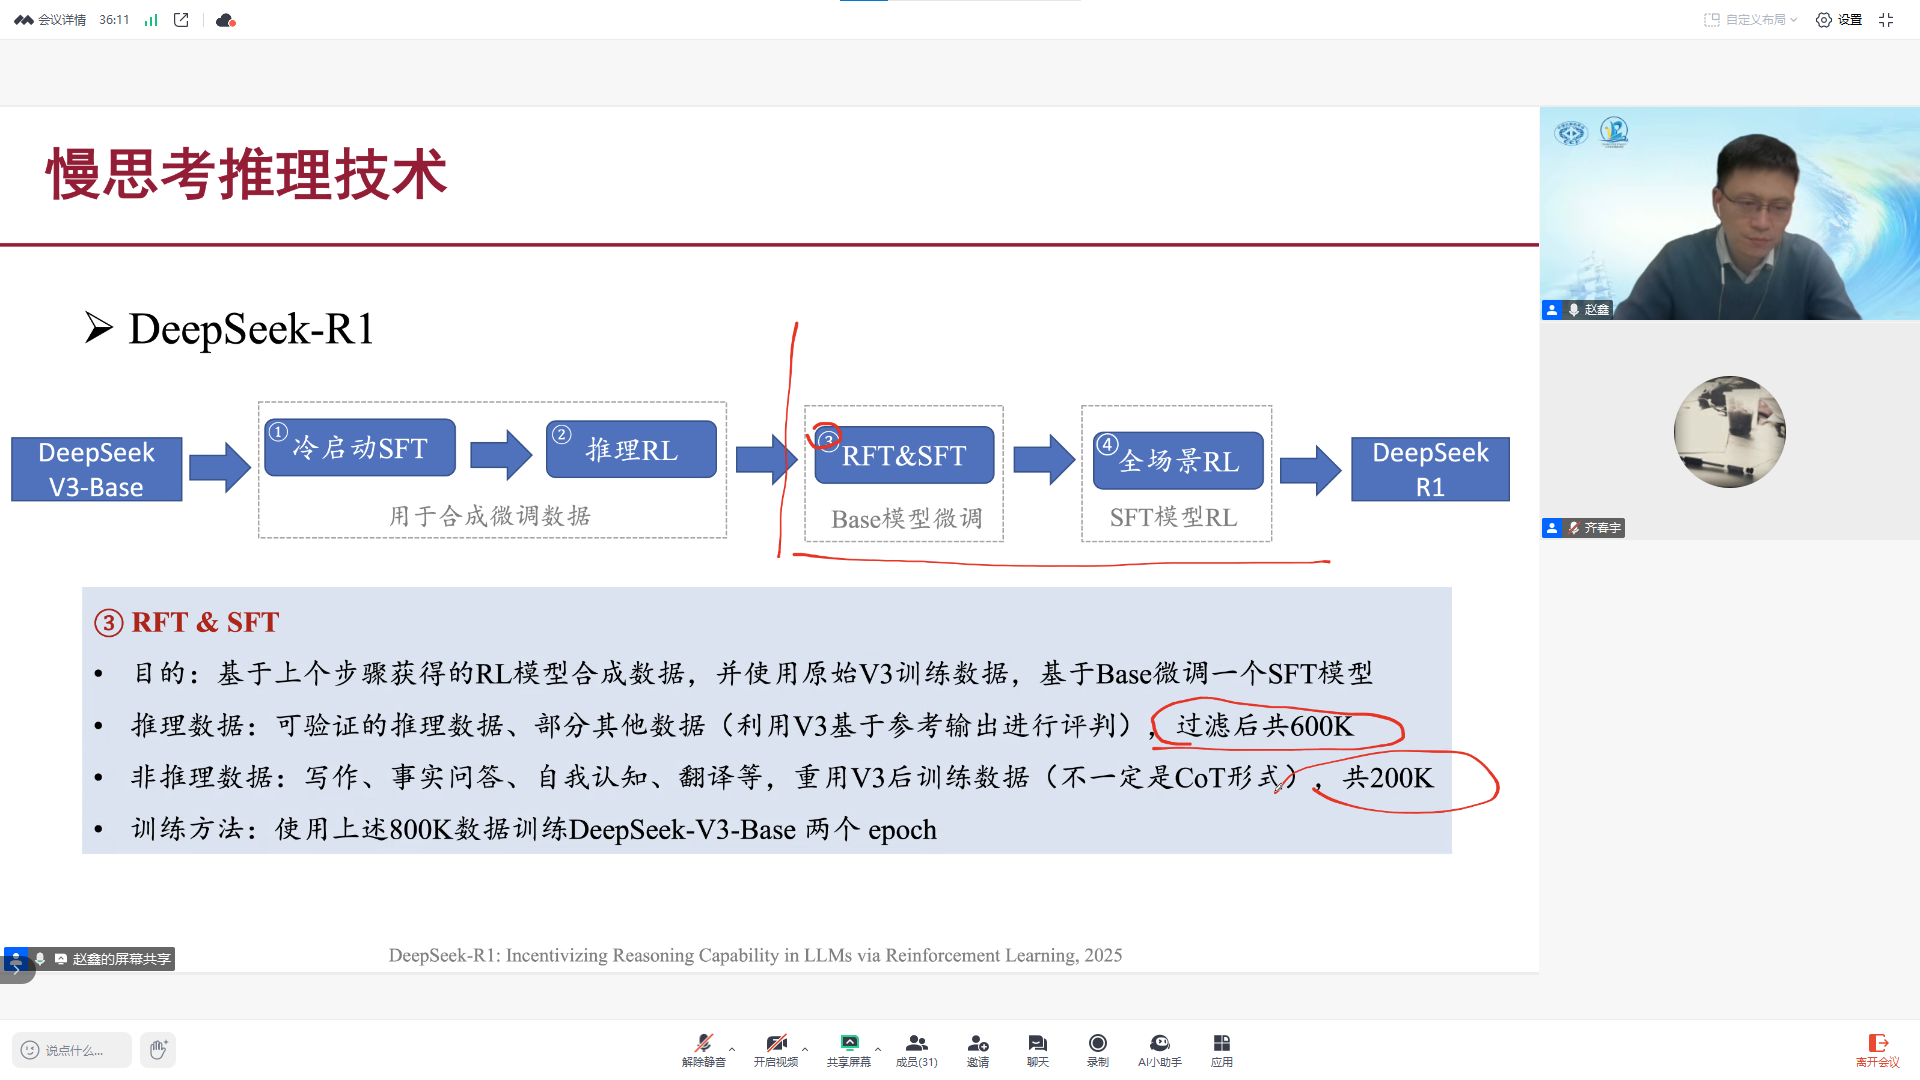 会议详情 36:11
自定义布局 设置
慢思考推理技术
➢ DeepSeek-R1
DeepSeek
V3-Base
① 冷启动SFT
② 推理RL
用于合成微调数据
③ RFT&SFT
Base模型微调
④ 全场景RL
SFT模型RL
DeepSeek
R1
③ RFT & SFT
• 目的：基于上个步骤获得的RL模型合成数据，并使用原始V3训练数据，基于Base微调一个SFT模型
• 推理数据：可验证的推理数据、部分其他数据（利用V3基于参考输出进行评判），过滤后共600K
• 非推理数据：写作、事实问答、自我认知、翻译等，重用V3后训练数据（不一定是CoT形式），共200K
• 训练方法：使用上述800K数据训练DeepSeek-V3-Base 两个 epoch
DeepSeek-R1: Incentivizing Reasoning Capability in LLMs via Reinforcement Learning, 2025
赵鑫的屏幕共享
赵鑫
齐春宇
说点什么...
解除静音
开启视频
共享屏幕
成员(31)
邀请
聊天
录制
AI小助手
应用
离开会议